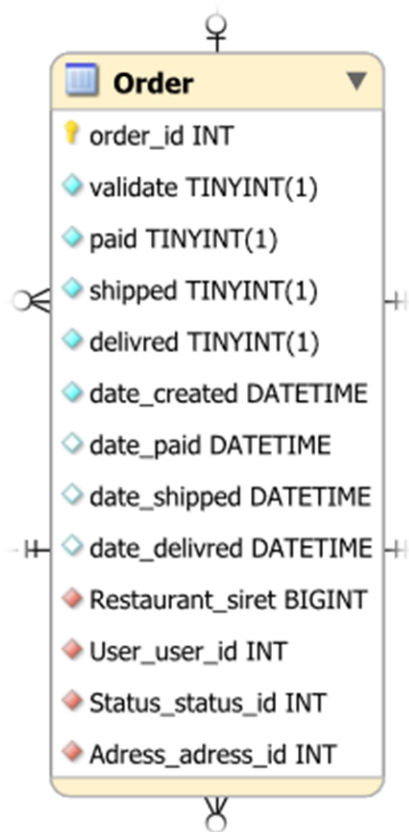 Order
order_id INT
validate TINYINT(1)
paid TINYINT(1)
shipped TINYINT(1)
delivred TINYINT(1)
date_created DATETIME
date_paid DATETIME
date_shipped DATETIME
date_delivred DATETIME
Restaurant_siret BIGINT
User_user_id INT
Status_status_id INT
Adress_adress_id INT